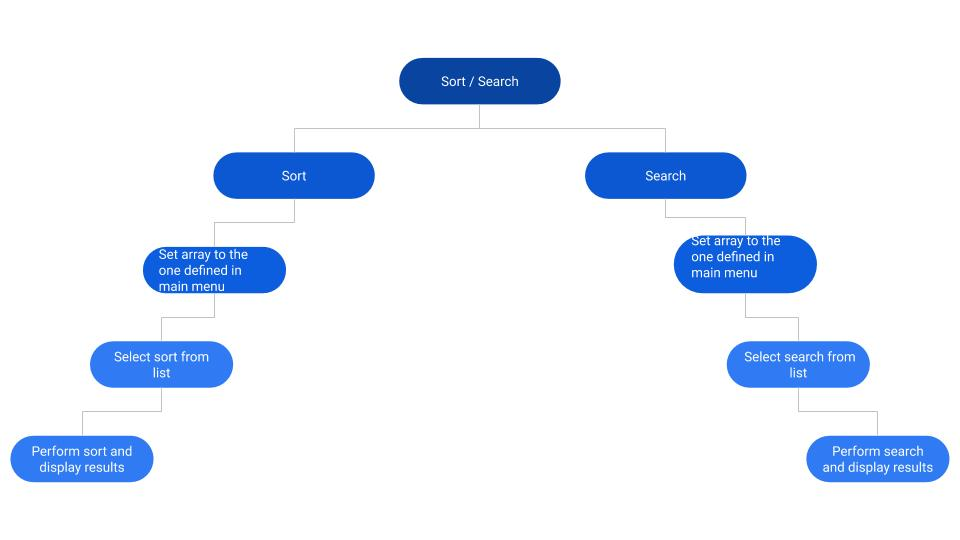 Sort / Search
Sort
Search
Set array to the
one defined in
main menu
Set array to the
one defined in
main menu
Select sort from
list
Select search from
list
Perform sort and
display results
Perform search
and display results